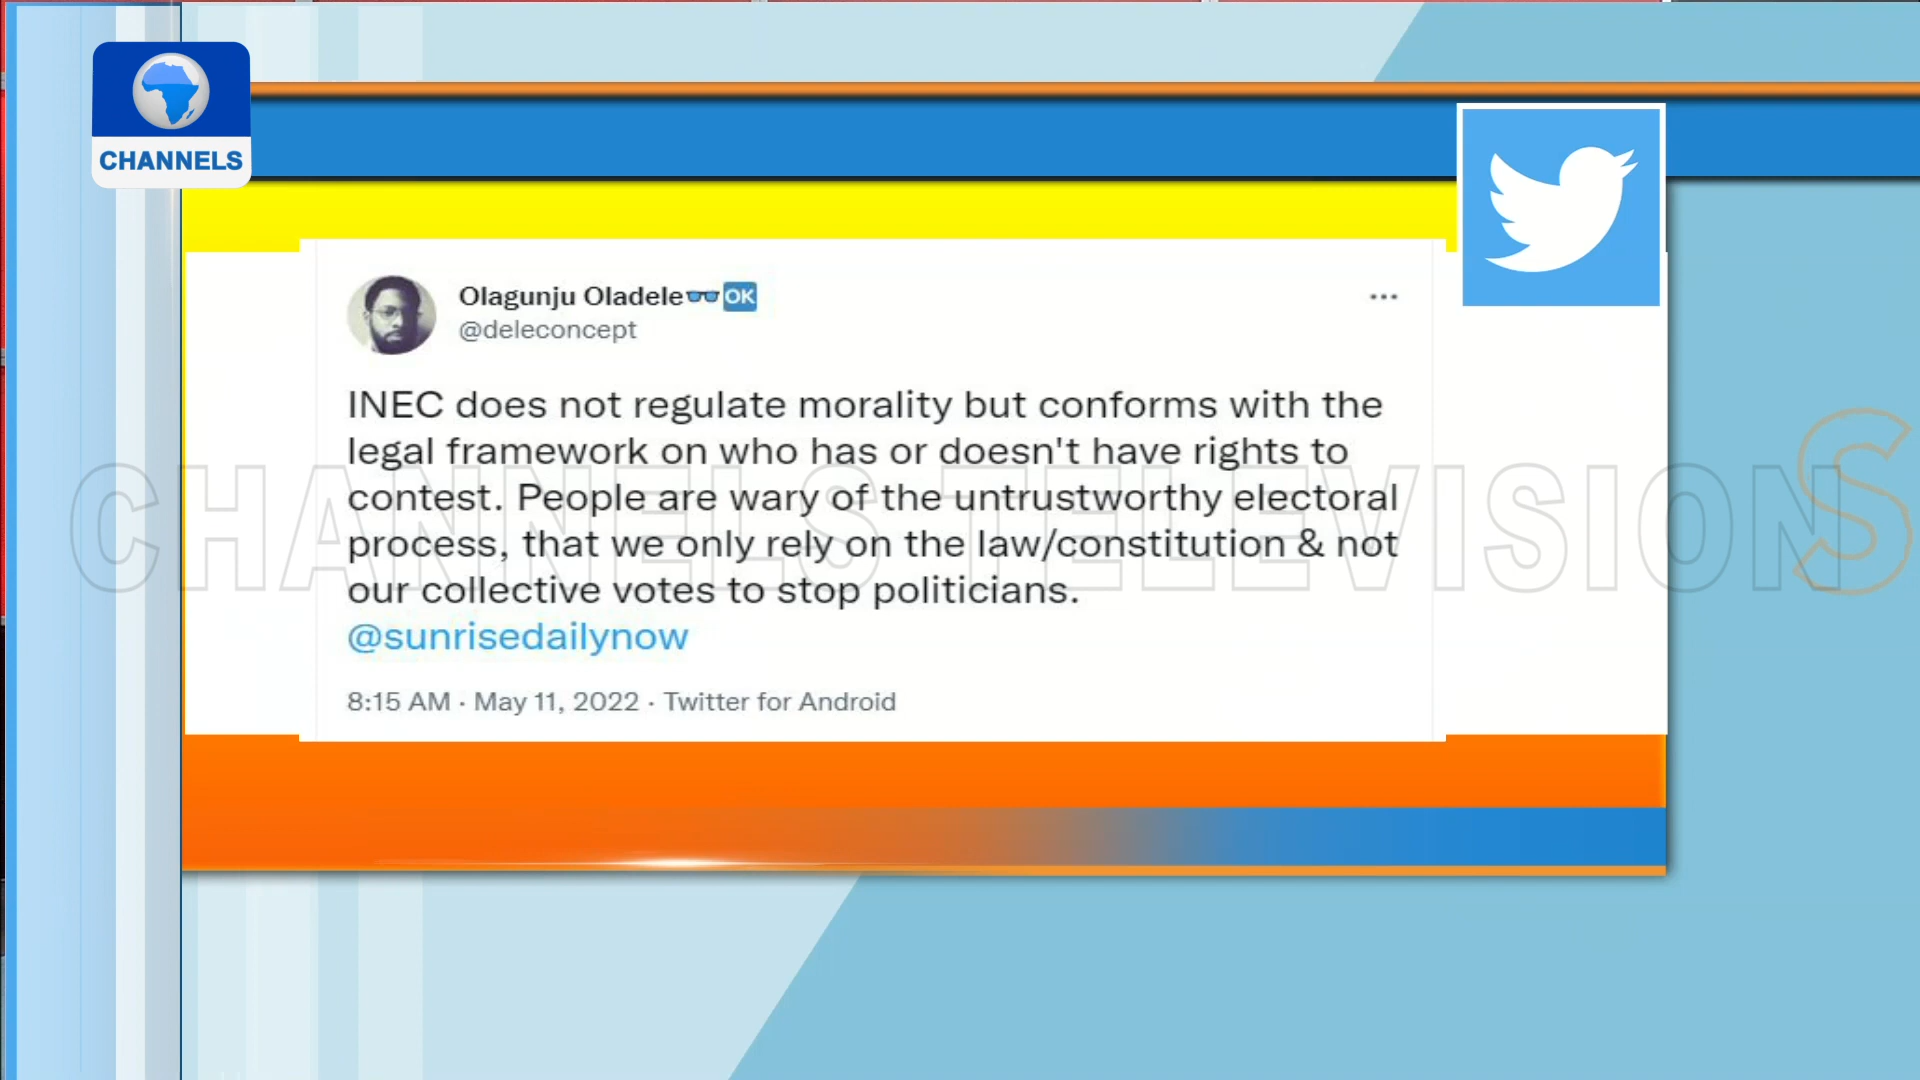 CHANNELS
Olagunju Oladele👓🆗
@deleconcept
INEC does not regulate morality but conforms with the
legal framework on who has or doesn't have rights to
contest. People are wary of the untrustworthy electoral
process, that we only rely on the law/constitution & not
our collective votes to stop politicians.
@sunrisedailynow
8:15 AM · May 11, 2022 · Twitter for Android
CHANNELS TELEVISION
S